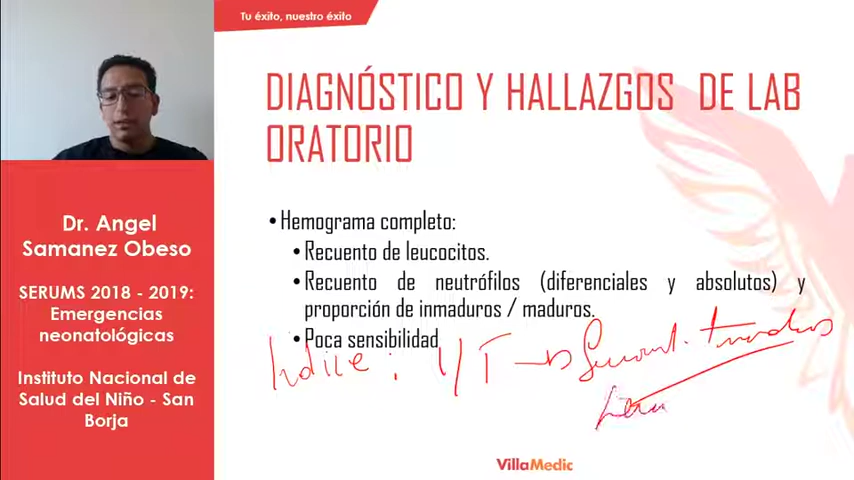 Tu éxito, nuestro éxito
DIAGNÓSTICO Y HALLAZGOS DE LAB
ORATORIO
• Hemograma completo:
• Recuento de leucocitos.
• Recuento de neutrófilos (diferenciales y absolutos) y
proporción de inmaduros / maduros.
• Poca sensibilidad
Indice: I/T →
Dr. Angel
Samanez Obeso
SERUMS 2018 - 2019:
Emergencias
neonatológicas
Instituto Nacional de
Salud del Niño - San
Borja
VillaMedic